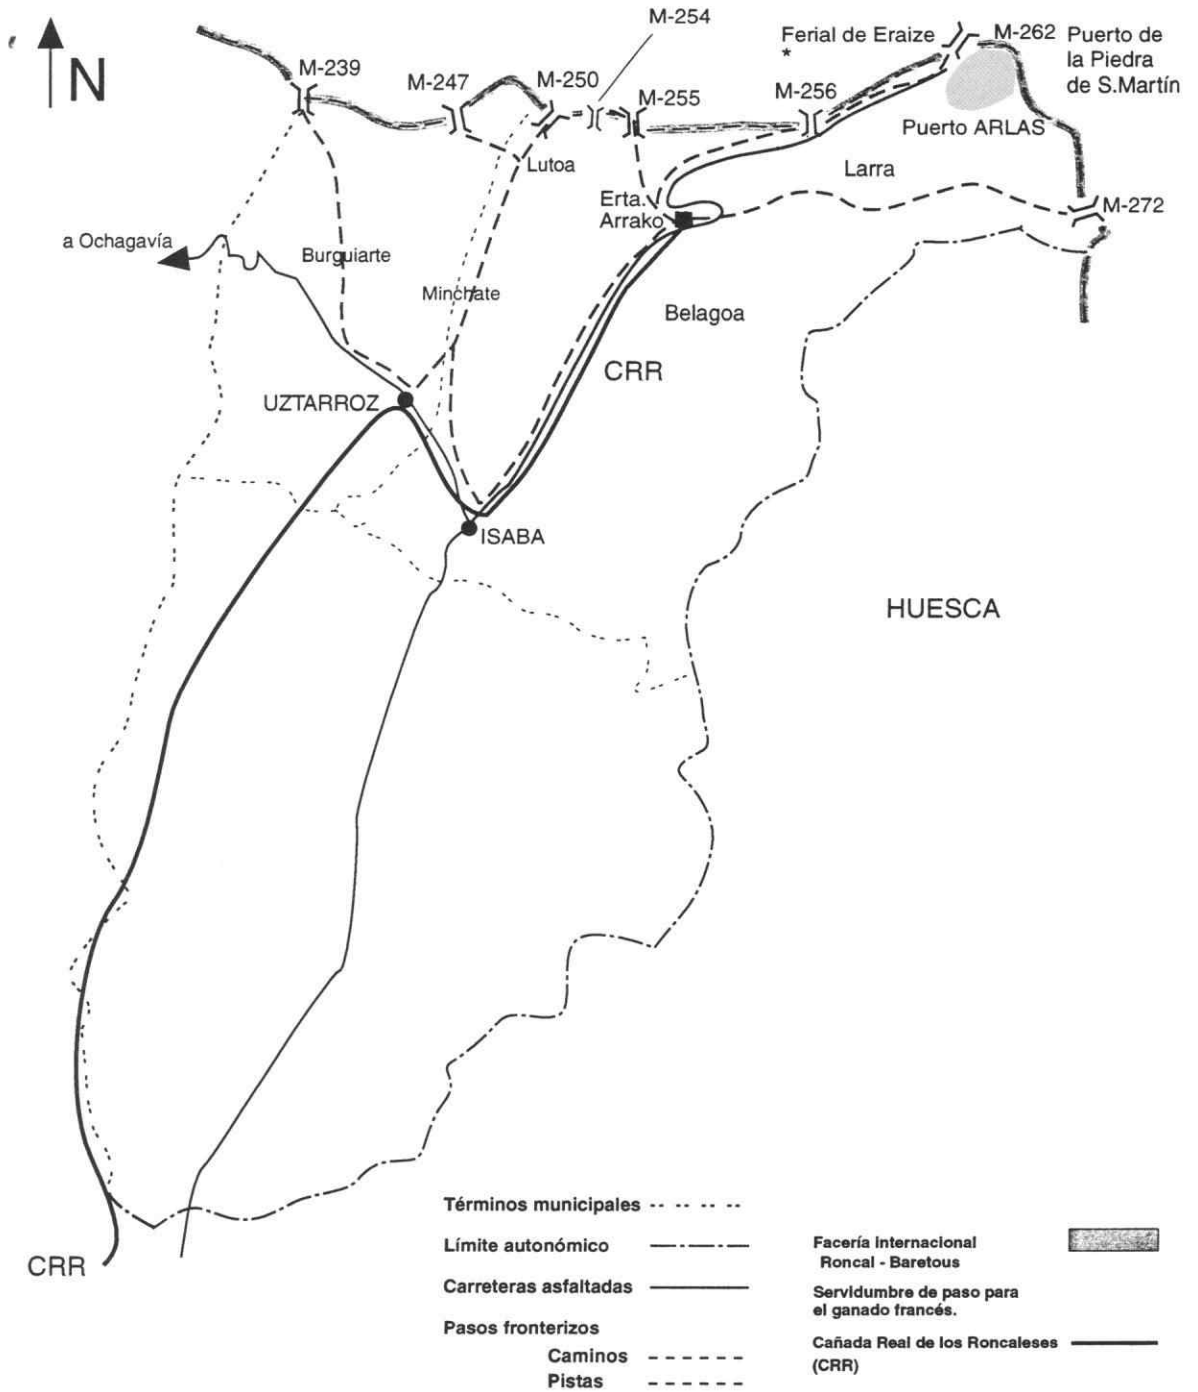 N
M-239
M-247
M-250
M-254
M-255
Ferial de Eraize
*
M-256
M-262
Puerto de
la Piedra
de S.Martín
Puerto ARLAS
Lutoa
Larra
Erta.
Arrako
M-272
a Ochagavía
Burguiarte
Minchate
Belagoa
CRR
UZTARROZ
ISABA
HUESCA
CRR
Términos municipales
Límite autonómico
Carreteras asfaltadas
Pasos fronterizos
Caminos
Pistas
Facería internacional
Roncal - Baretous
Servidumbre de paso para
el ganado francés.
Cañada Real de los Roncaleses
(CRR)